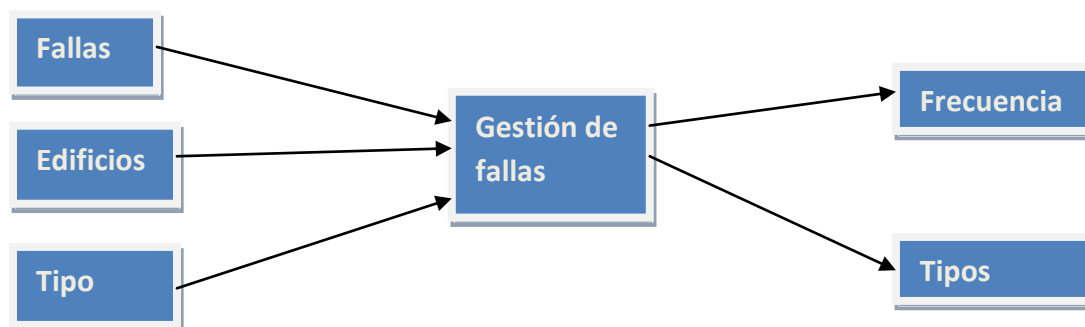 Fallas
Edificios
Tipo
Gestión de
fallas
Frecuencia
Tipos